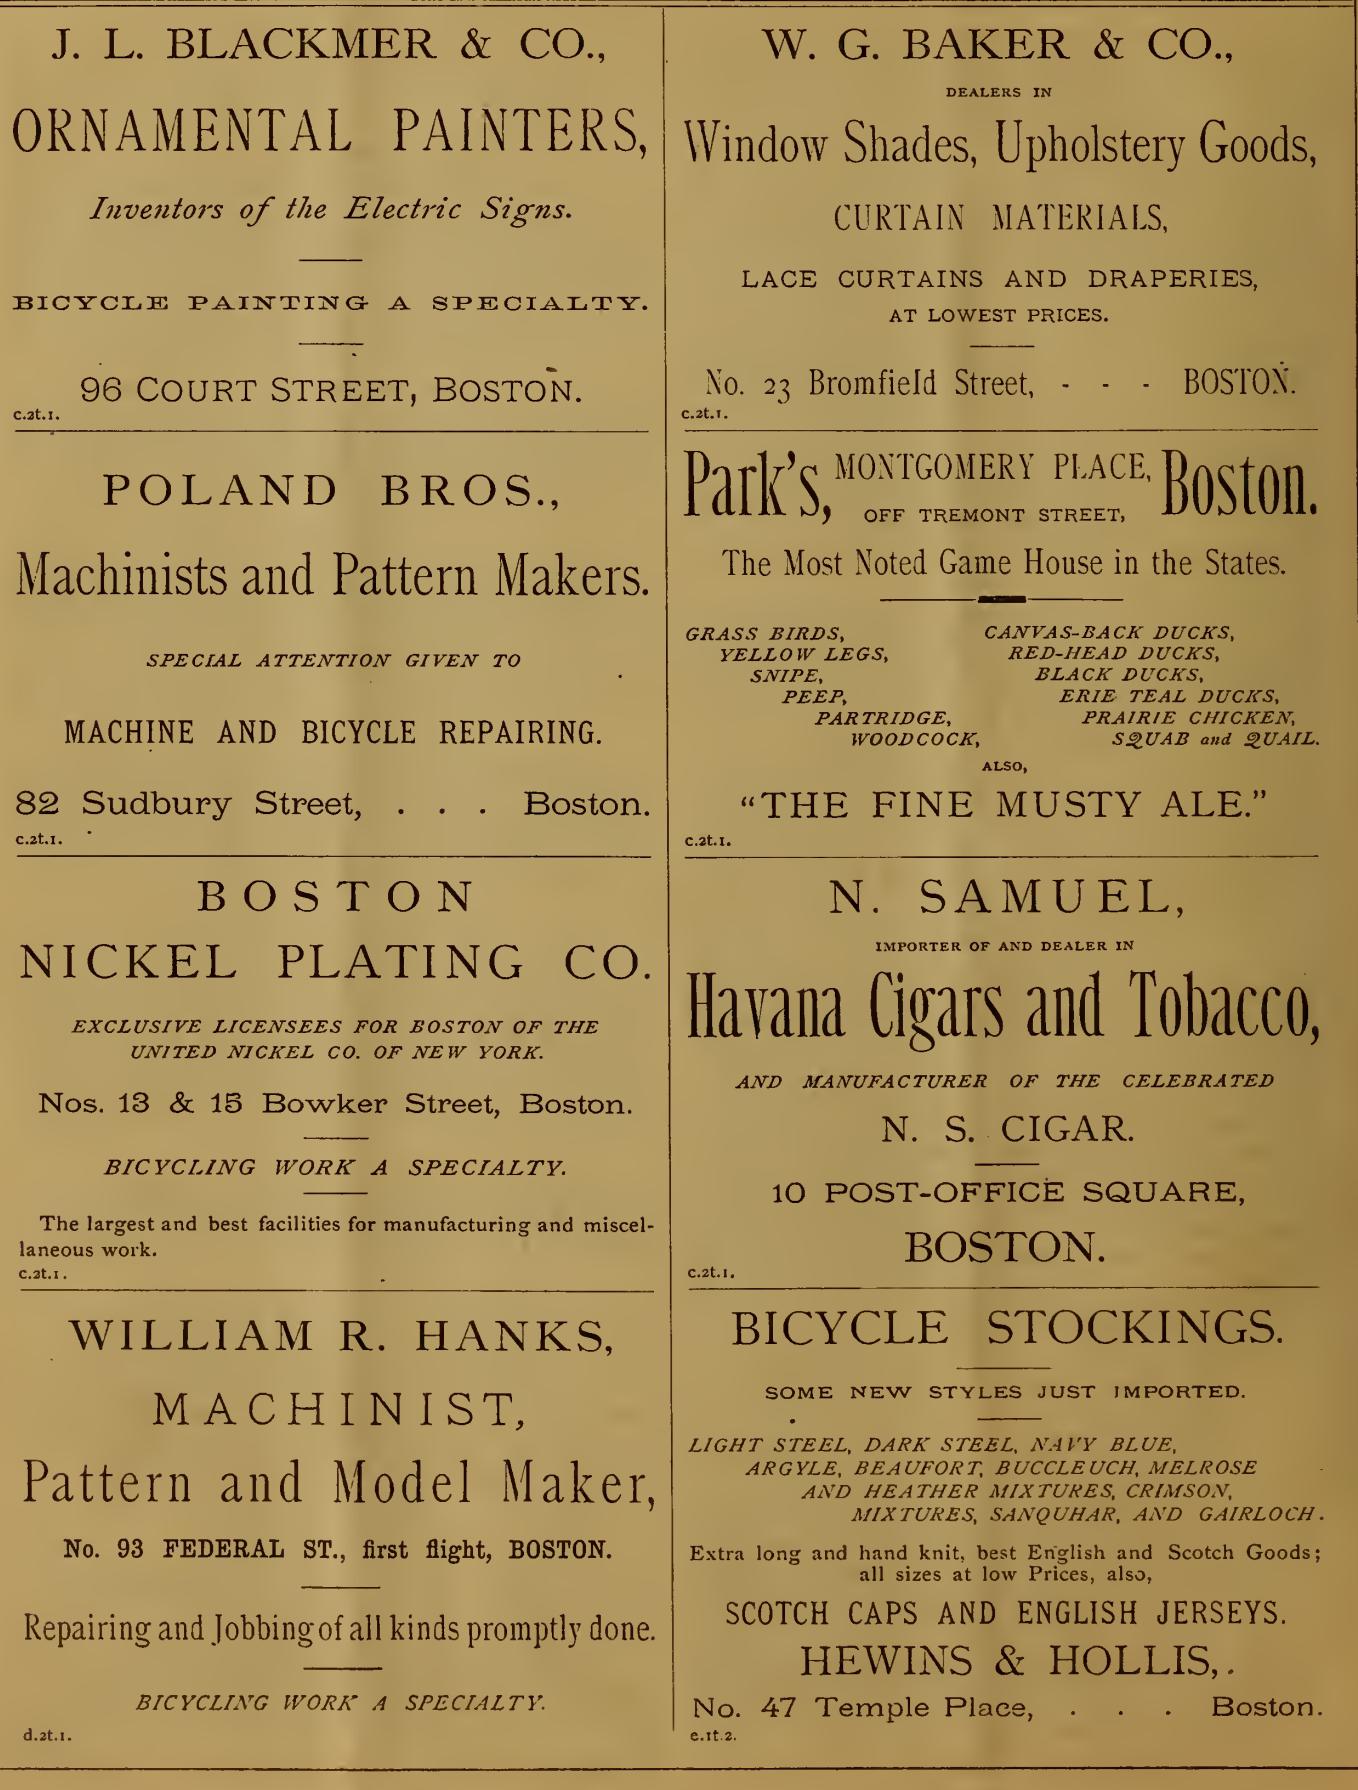 J. L. BLACKMER & CO.,
ORNAMENTAL PAINTERS,
Inventors of the Electric Signs.
BICYCLE PAINTING A SPECIALTY.
96 COURT STREET, BOSTON.
c.2t.1.
POLAND BROS.,
Machinists and Pattern Makers.
SPECIAL ATTENTION GIVEN TO
MACHINE AND BICYCLE REPAIRING.
82 Sudbury Street, . . . Boston.
c.2t.1.
BOSTON
NICKEL PLATING CO.
EXCLUSIVE LICENSEES FOR BOSTON OF THE
UNITED NICKEL CO. OF NEW YORK.
Nos. 13 & 15 Bowker Street, Boston.
BICYCLING WORK A SPECIALTY.
The largest and best facilities for manufacturing and miscel-
laneous work.
c.2t.1.
WILLIAM R. HANKS,
MACHINIST,
Pattern and Model Maker,
No. 93 FEDERAL ST., first flight, BOSTON.
Repairing and Jobbing of all kinds promptly done.
BICYCLING WORK A SPECIALTY.
d.2t.1.
W. G. BAKER & CO.,
DEALERS IN
Window Shades, Upholstery Goods,
CURTAIN MATERIALS,
LACE CURTAINS AND DRAPERIES,
AT LOWEST PRICES.
No. 23 Bromfield Street, - - - BOSTON.
c.2t.1.
Park's, MONTGOMERY PLACE, Boston.
OFF TREMONT STREET,
The Most Noted Game House in the States.
GRASS BIRDS,
YELLOW LEGS,
SNIPE,
PEEP,
PARTRIDGE,
WOODCOCK,
CANVAS-BACK DUCKS,
RED-HEAD DUCKS,
BLACK DUCKS,
ERIE TEAL DUCKS,
PRAIRIE CHICKEN,
SQUAB and QUAIL.
ALSO,
"THE FINE MUSTY ALE."
c.2t.1.
N. SAMUEL,
IMPORTER OF AND DEALER IN
Havana Cigars and Tobacco,
AND MANUFACTURER OF THE CELEBRATED
N. S. CIGAR.
10 POST-OFFICE SQUARE,
BOSTON.
c.2t.1.
BICYCLE STOCKINGS.
SOME NEW STYLES JUST IMPORTED.
LIGHT STEEL, DARK STEEL, NAVY BLUE,
ARGYLE, BEAUFORT, BUCCLEUCH, MELROSE
AND HEATHER MIXTURES, CRIMSON,
MIXTURES, SANQUHAR, AND GAIRLOCH.
Extra long and hand knit, best English and Scotch Goods;
all sizes at low Prices, also,
SCOTCH CAPS AND ENGLISH JERSEYS.
HEWINS & HOLLIS,.
No. 47 Temple Place, . . . Boston.
e.1t.2.